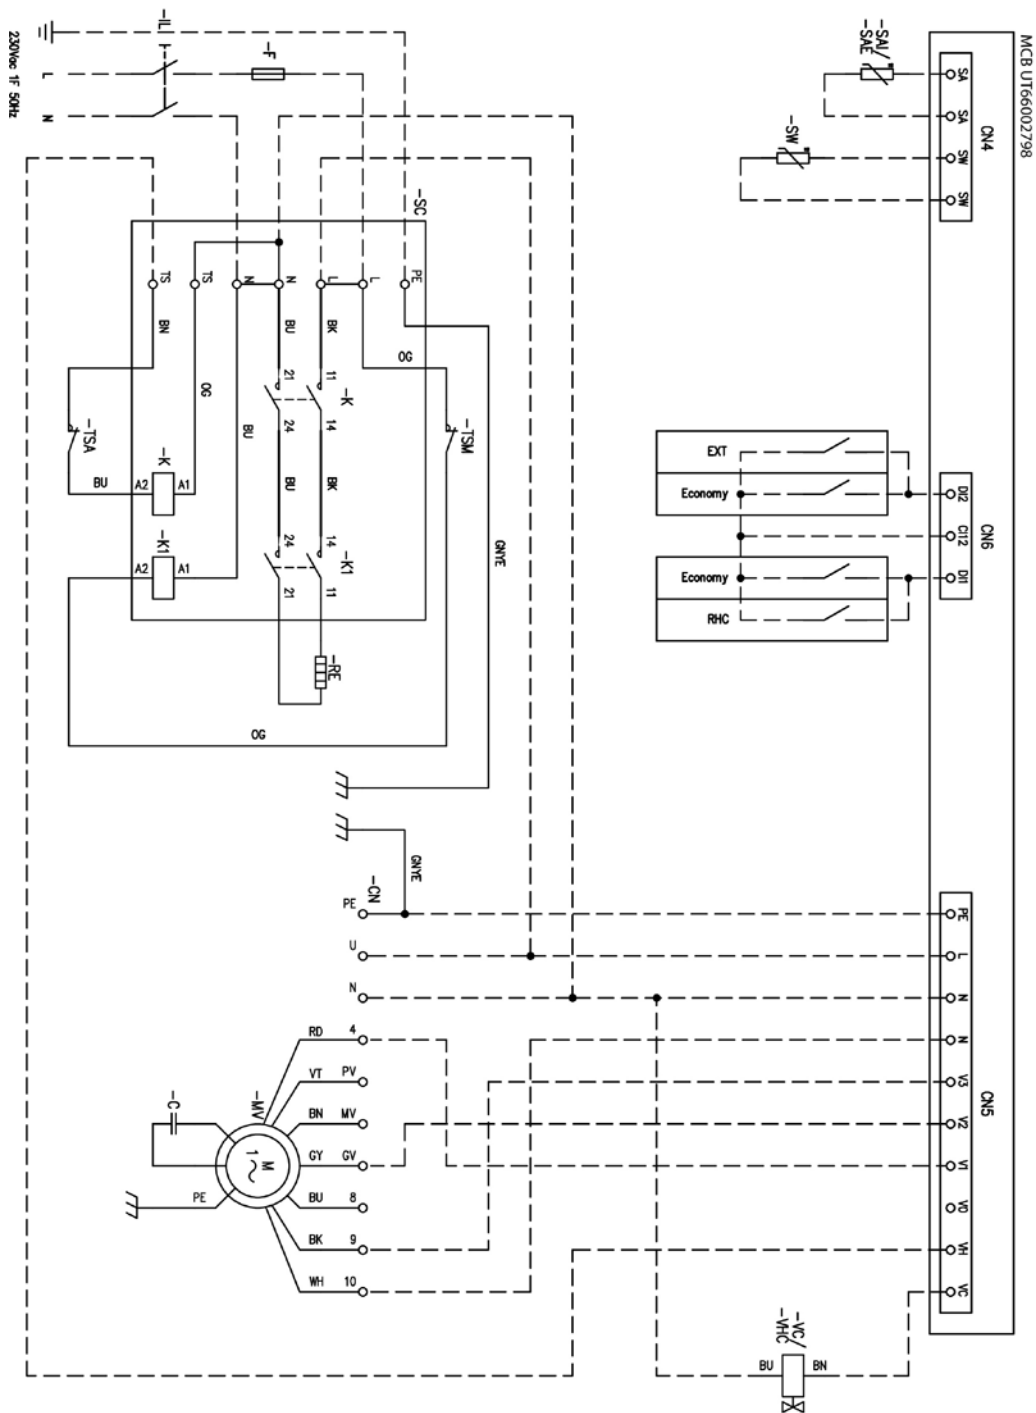 MCB UT66002798
CN4
SA
SA
SW
SW
-SAI/
-SAE
-SW
CN6
DI2
CI12
DI1
EXT
Economy
Economy
RHC
CN5
PE
L
N
N
V3
V2
V1
V0
VH
VC
-IL
-F
230Vac 1F 50Hz
L
N
-SC
PE
L
L
N
N
TS
TS
OG
BK
BU
BN
OG
BU
11
14
21
24
-K
-TSM
-TSA
BU
BK
BU
-K
A2
A1
-K1
A2
A1
GNYE
14
11
24
21
-K1
-RE
OG
GNYE
-CN
PE
U
N
RD 4
VT PV
BN MV
GY GV
BU 8
BK 9
WH 10
-MV
M
1~
-C
PE
-VC/
-VHC
BU
BN